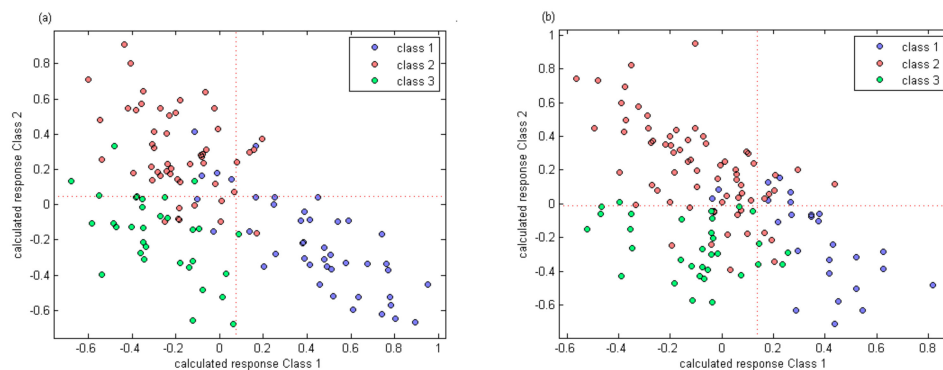 (a)
class 1
class 2
class 3
0.8
0.6
0.4
0.2
0
-0.2
-0.4
-0.6
-0.6 -0.4 -0.2 0 0.2 0.4 0.6 0.8 1
calculated response Class 1
calculated response Class 2
(b)
class 1
class 2
class 3
1
0.8
0.6
0.4
0.2
0
-0.2
-0.4
-0.6
-0.6 -0.4 -0.2 0 0.2 0.4 0.6 0.8
calculated response Class 1
calculated response Class 2